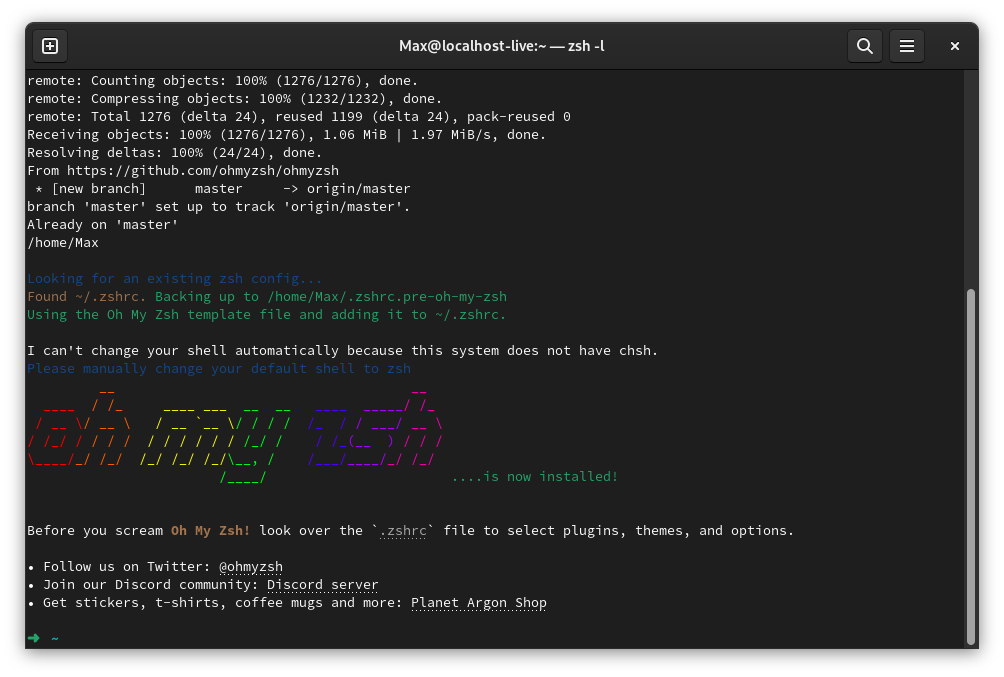 Max@localhost-live:~ — zsh -l
remote: Counting objects: 100% (1276/1276), done.
remote: Compressing objects: 100% (1232/1232), done.
remote: Total 1276 (delta 24), reused 1199 (delta 24), pack-reused 0
Receiving objects: 100% (1276/1276), 1.06 MiB | 1.97 MiB/s, done.
Resolving deltas: 100% (24/24), done.
From https://github.com/ohmyzsh/ohmyzsh
 * [new branch]      master     -> origin/master
branch 'master' set up to track 'origin/master'.
Already on 'master'
/home/Max
Looking for an existing zsh config...
Found ~/.zshrc. Backing up to /home/Max/.zshrc.pre-oh-my-zsh
Using the Oh My Zsh template file and adding it to ~/.zshrc.
I can't change your shell automatically because this system does not have chsh.
Please manually change your default shell to zsh
         __                                     __
  ____  / /_     ____ ___  __  __   ____  _____/ /_
 / __ \/ __ \   / __ `__ \/ / / /  /_  / / ___/ __ \
/ /_/ / / / /  / / / / / / /_/ /    / /_(__  ) / / /
\____/_/ /_/  /_/ /_/ /_/\__, /    /___/____/_/ /_/
                        /____/                       ....is now installed!
Before you scream Oh My Zsh! look over the `.zshrc` file to select plugins, themes, and options.
• Follow us on Twitter: @ohmyzsh
• Join our Discord community: Discord server
• Get stickers, t-shirts, coffee mugs and more: Planet Argon Shop
➜  ~